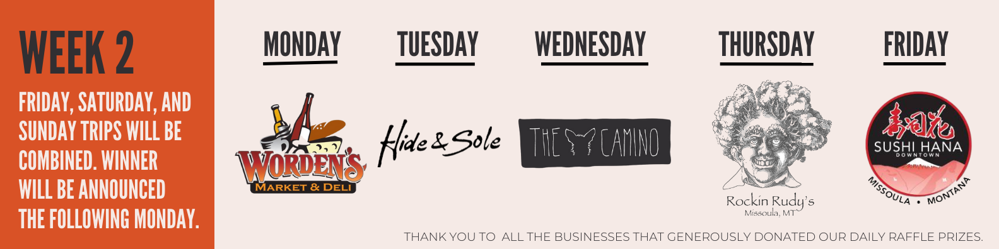 WEEK 2
FRIDAY, SATURDAY, AND
SUNDAY TRIPS WILL BE
COMBINED. WINNER
WILL BE ANNOUNCED
THE FOLLOWING MONDAY.
MONDAY
WORDEN'S
MARKET & DELI
TUESDAY
Hide & Sole
WEDNESDAY
THE CAMINO
THURSDAY
Rockin Rudy's
Missoula, MT
FRIDAY
寿司花
SUSHI HANA
DOWNTOWN
MISSOULA • MONTANA
THANK YOU TO ALL THE BUSINESSES THAT GENEROUSLY DONATED OUR DAILY RAFFLE PRIZES.